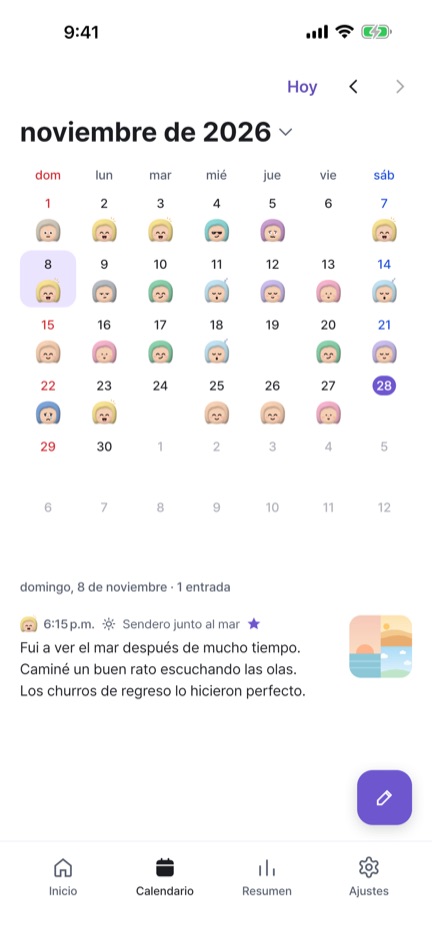 9:41
Hoy
noviembre de 2026
dom lun mar mié jue vie sáb
1 2 3 4 5 6 7
8 9 10 11 12 13 14
15 16 17 18 19 20 21
22 23 24 25 26 27 28
29 30 1 2 3 4 5
6 7 8 9 10 11 12
domingo, 8 de noviembre · 1 entrada
6:15 p.m. Sendero junto al mar
Fui a ver el mar después de mucho tiempo.
Caminé un buen rato escuchando las olas.
Los churros de regreso lo hicieron perfecto.
Inicio Calendario Resumen Ajustes